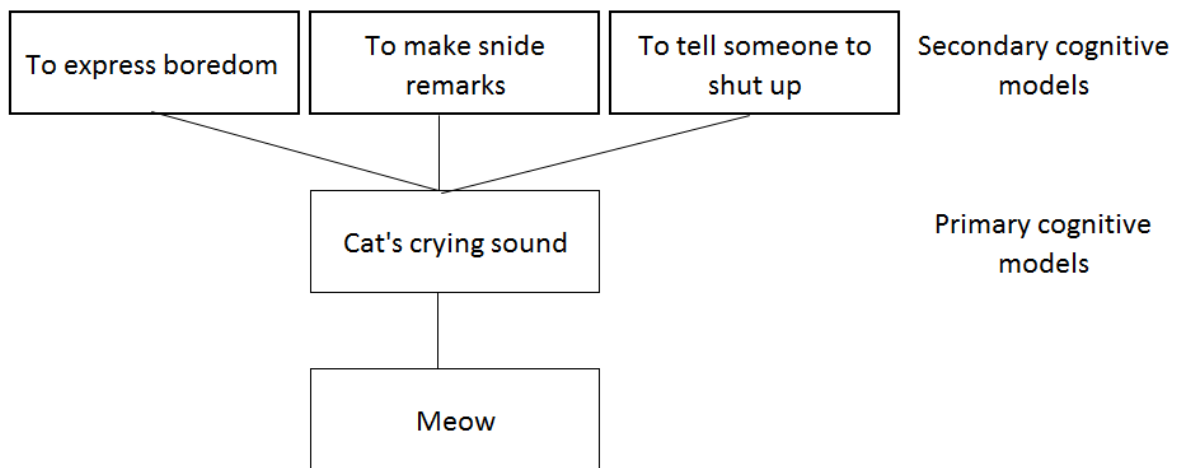 To express boredom
To make snide
remarks
To tell someone to
shut up
Secondary cognitive
models
Cat's crying sound
Primary cognitive
models
Meow